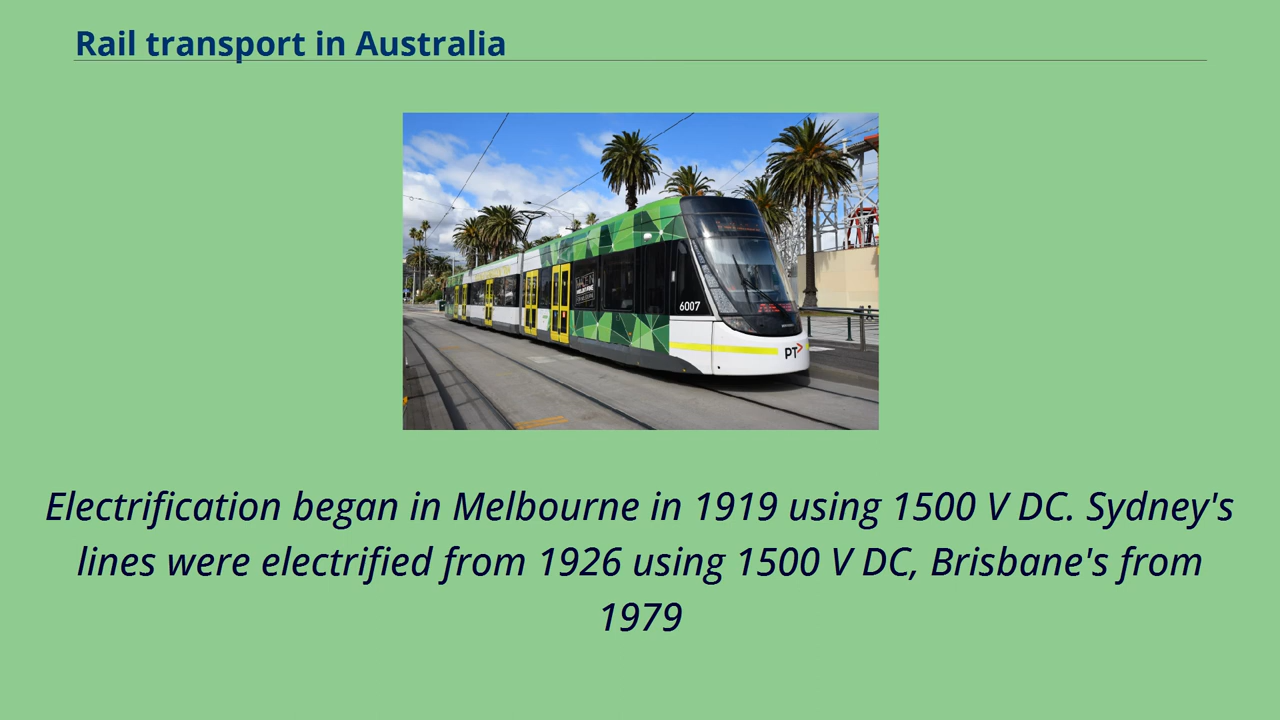 Rail transport in Australia
6007
PT
Electrification began in Melbourne in 1919 using 1500 V DC. Sydney's
lines were electrified from 1926 using 1500 V DC, Brisbane's from
1979